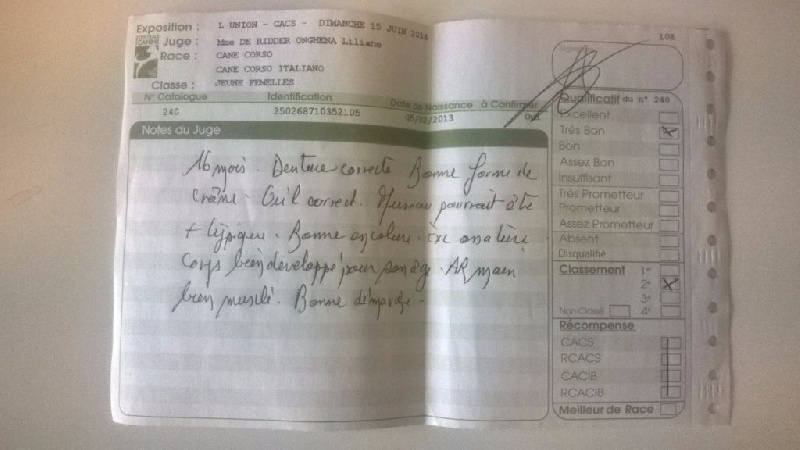 108
Exposition : L UNION - CACS - DIMANCHE 15 JUIN 2014
Juge : Mme DE RIDDER ONGHENA Liliane
Race : CANE CORSO
CANE CORSO ITALIANO
Classe : JEUNE FEMELLES
N° Catalogue Identification Date de Naissance à Confirmer
240 250268710352105 05/02/2013 oui
Notes du Juge
16 mois. Denture correcte Bonne forme de
crâne. Oeil correct. Museau pourrait être
+ typique. Bonne encolure.
Corps bien développé pour son âge. AR main
bien musclé. Bonne démarche -
Qualificatif du n° 240
Excellent
Très Bon
Bon
Assez Bon
Insuffisant
Très Prometteur
Prometteur
Assez Prometteur
Absent
Disqualifié
Classement 1°
2°
3°
Non Classé 4°
Récompense
CACS
RCACS
CACIB
RCACIB
Meilleur de Race